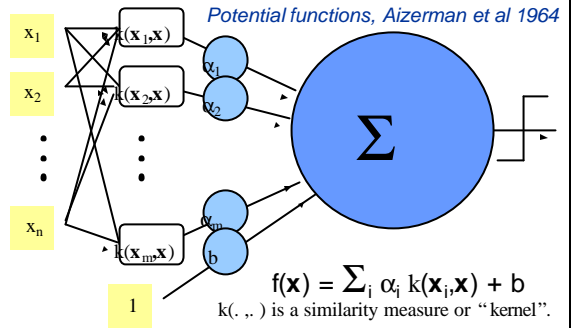 Potential functions, Aizerman et al 1964
x₁
k(x₁,x)
α₁
x₂
k(x₂,x)
α₂
Σ
xₙ
k(xₘ,x)
αₘ
b
1
f(x) = Σᵢ αᵢ k(xᵢ,x) + b
k(. ,. ) is a similarity measure or “kernel”.